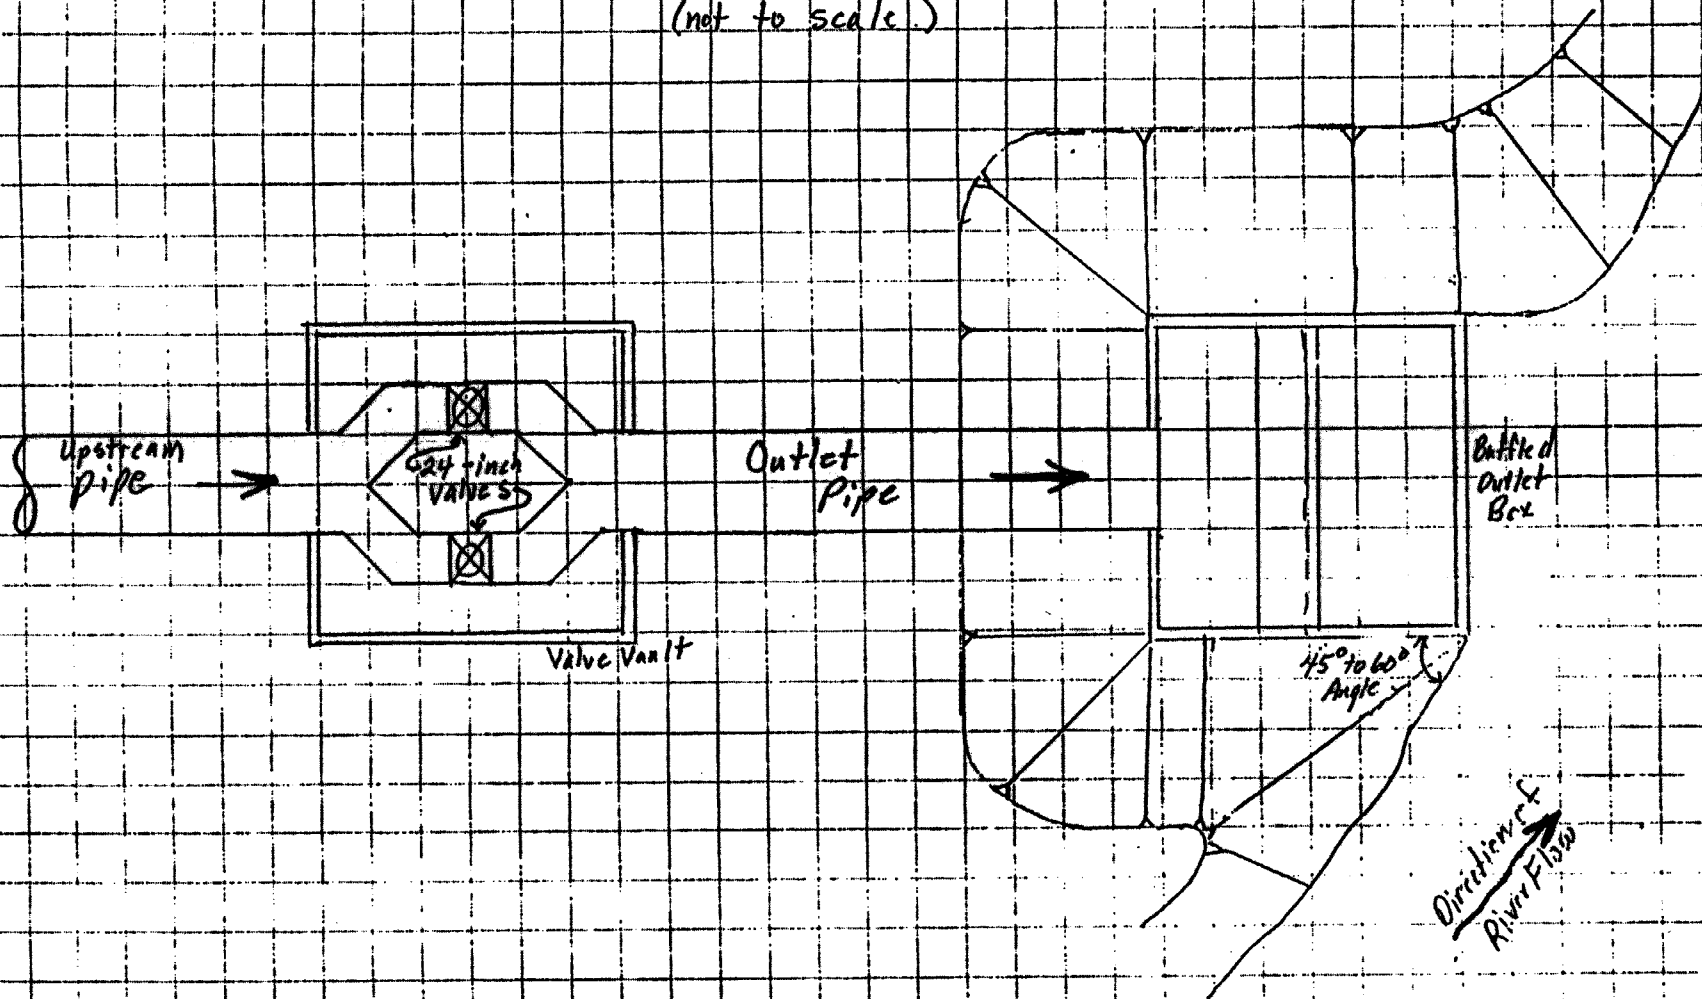 (not to scale.)
Upstream
Pipe
24-inch
valves
Outlet
Pipe
Baffled
Outlet
Box
Valve Vault
45° to 60°
Angle
Direction of
River Flow